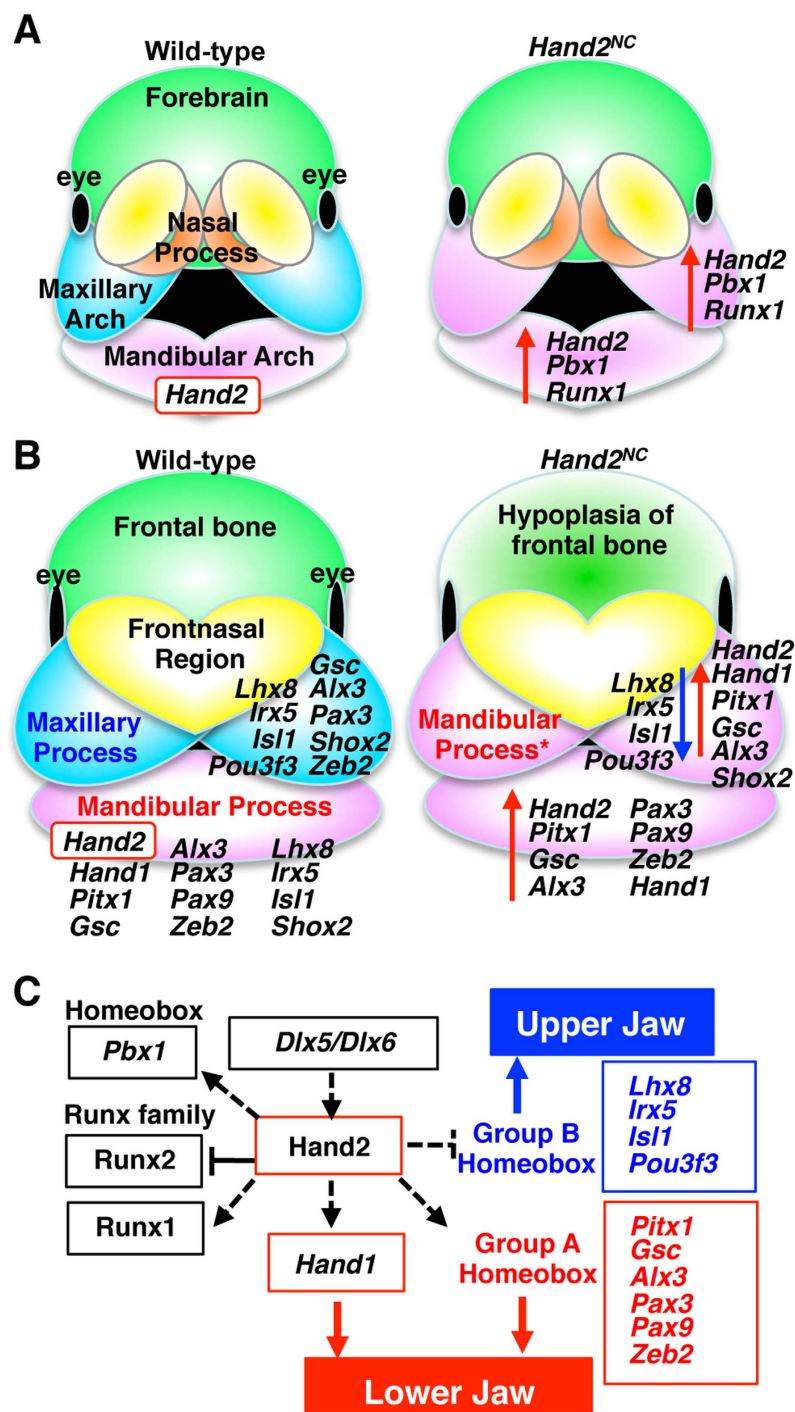 A
Wild-type
Hand2NC
Forebrain
eye
eye
Nasal
Process
Maxillary
Arch
Mandibular Arch
Hand2
Hand2
Pbx1
Runx1
Hand2
Pbx1
Runx1
B
Wild-type
Hand2NC
Frontal bone
Hypoplasia of
frontal bone
eye
eye
Frontnasal
Region
Maxillary
Process
Lhx8
Irx5
Isl1
Pou3f3
Gsc
Alx3
Pax3
Shox2
Zeb2
Mandibular Process
Hand2
Hand1
Pitx1
Gsc
Alx3
Pax3
Pax9
Zeb2
Lhx8
Irx5
Isl1
Shox2
Mandibular
Process*
Lhx8
Irx5
Isl1
Pou3f3
Hand2
Hand1
Pitx1
Gsc
Alx3
Shox2
Hand2
Pitx1
Gsc
Alx3
Pax3
Pax9
Zeb2
Hand1
C
Homeobox
Pbx1
Dlx5/Dlx6
Upper Jaw
Runx family
Runx2
Hand2
Group B
Homeobox
Lhx8
Irx5
Isl1
Pou3f3
Runx1
Hand1
Group A
Homeobox
Pitx1
Gsc
Alx3
Pax3
Pax9
Zeb2
Lower Jaw